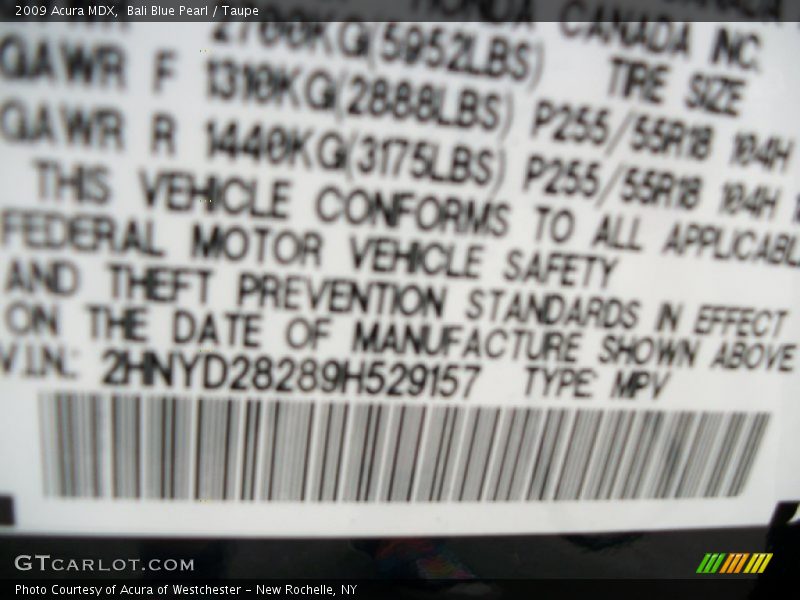 2009 Acura MDX, Bali Blue Pearl / Taupe
HONDA CANADA INC.
2700KG(5952LBS) TIRE SIZE
GAWR F 1310KG(2888LBS) P255/55R18 104H
GAWR R 1440KG(3175LBS) P255/55R18 104H
THIS VEHICLE CONFORMS TO ALL APPLICABL
FEDERAL MOTOR VEHICLE SAFETY
AND THEFT PREVENTION STANDARDS IN EFFECT
ON THE DATE OF MANUFACTURE SHOWN ABOVE
V.I.N.: 2HNYD28289H529157 TYPE: MPV
GTCARLOT.COM
Photo Courtesy of Acura of Westchester - New Rochelle, NY